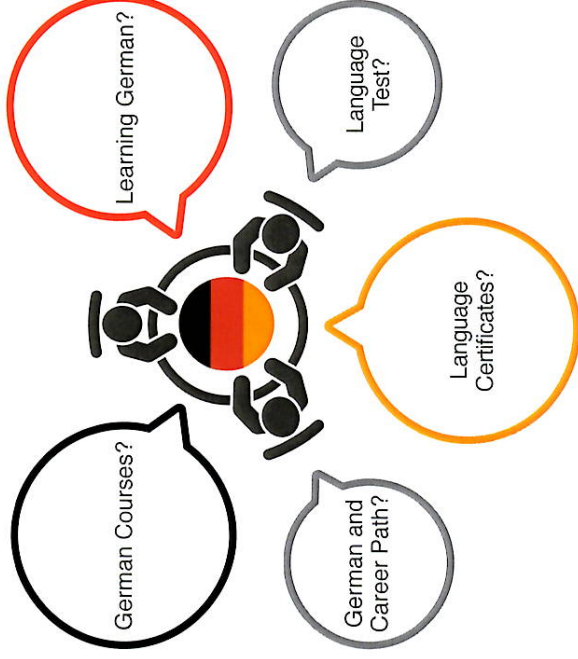 German Courses?
Learning German?
German and
Career Path?
Language
Certificates?
Language
Test?